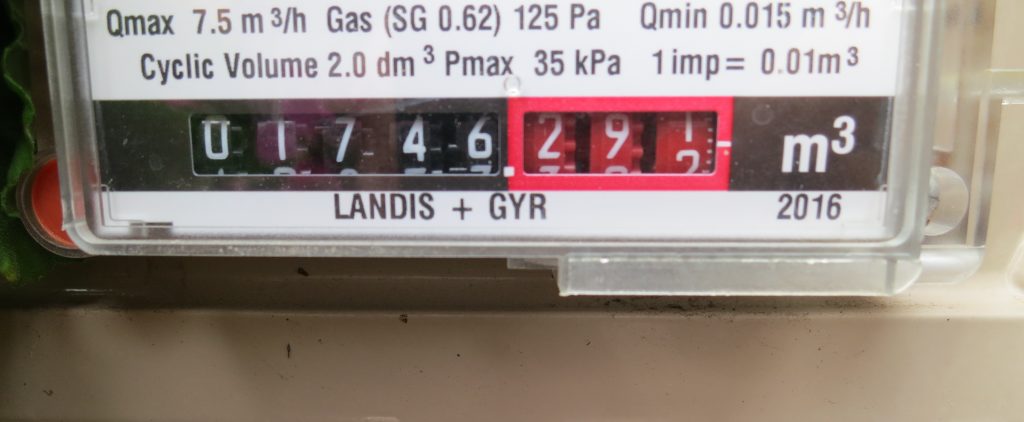 Qmax 7.5 m³/h Gas (SG 0.62) 125 Pa Qmin 0.015 m³/h
Cyclic Volume 2.0 dm³ Pmax 35 kPa 1 imp = 0.01m³
01746.291 m³
LANDIS + GYR 2016